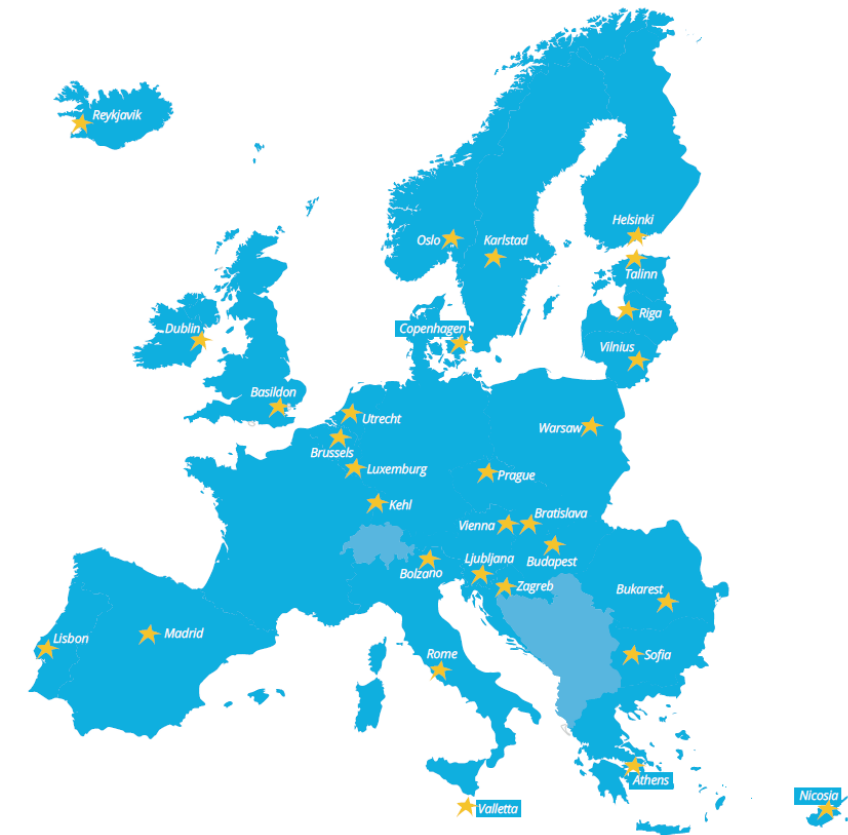 Reykjavik
Helsinki
Oslo
Karlstad
Talinn
Riga
Dublin
Copenhagen
Vilnius
Basildon
Utrecht
Warsaw
Brussels
Luxemburg
Prague
Kehl
Bratislava
Vienna
Ljubljana
Budapest
Bolzano
Zagreb
Bukarest
Lisbon
Madrid
Rome
Sofia
Athens
Nicosia
Valletta